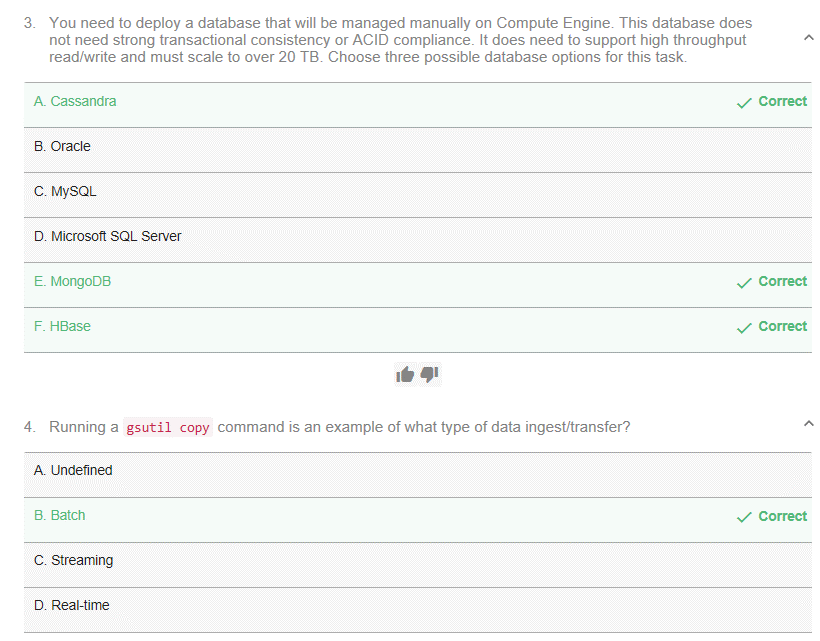 3. You need to deploy a database that will be managed manually on Compute Engine. This database does
not need strong transactional consistency or ACID compliance. It does need to support high throughput
read/write and must scale to over 20 TB. Choose three possible database options for this task.
A. Cassandra Correct
B. Oracle
C. MySQL
D. Microsoft SQL Server
E. MongoDB Correct
F. HBase Correct
4. Running a gsutil copy command is an example of what type of data ingest/transfer?
A. Undefined
B. Batch Correct
C. Streaming
D. Real-time